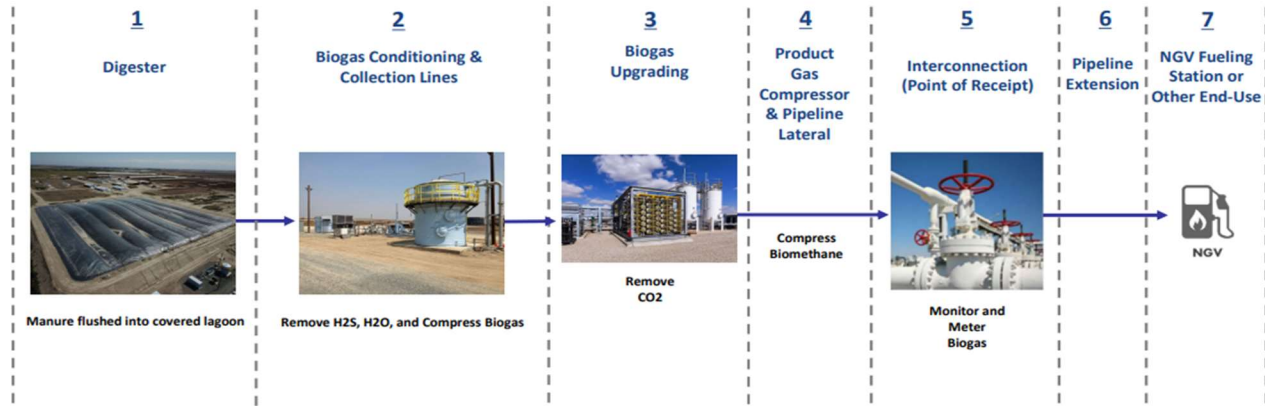 1
Digester
Manure flushed into covered lagoon
2
Biogas Conditioning &
Collection Lines
Remove H2S, H2O, and Compress Biogas
3
Biogas
Upgrading
Remove
CO2
4
Product
Gas
Compressor
& Pipeline
Lateral
Compress
Biomethane
5
Interconnection
(Point of Receipt)
Monitor and
Meter
Biogas
6
Pipeline
Extension
7
NGV Fueling
Station or
Other End-Use
NGV